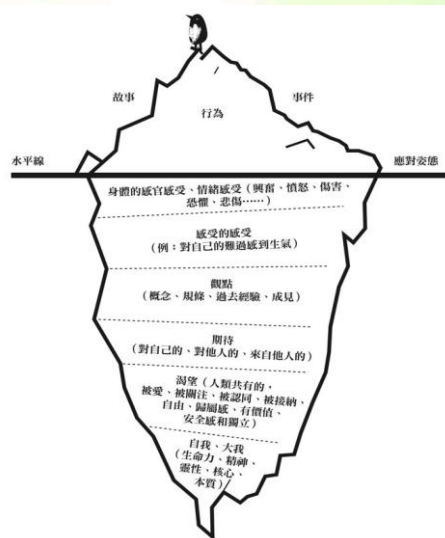 故事
事件
行為
水平線
應對姿態
身體的感官感受、情緒感受（興奮、憤怒、傷害、
恐懼、悲傷……）
感受的感受
（例：對自己的難過感到生氣）
觀點
（概念、規條、過去經驗、成見）
期待
（對自己的、對他人的、來自他人的）
渴望（人類共有的，
被愛、被關注、被認同、被接納、
自由、歸屬感、有價值、
安全感和獨立）
自我、大我
（生命力、精神、
靈性、核心、
本質）